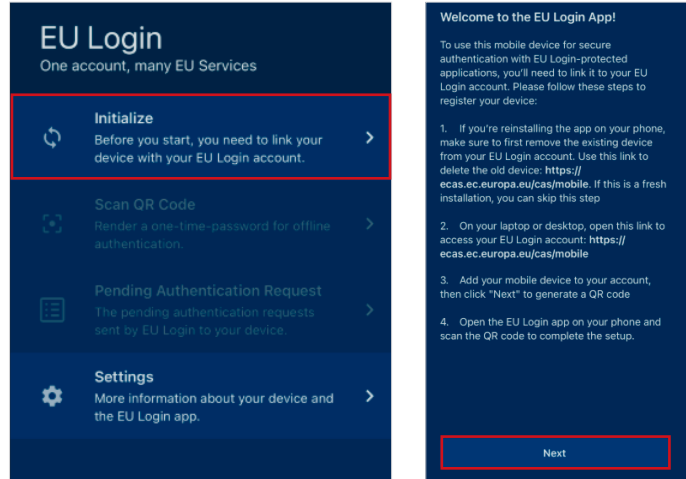 EU Login
One account, many EU Services
Initialize
Before you start, you need to link your
device with your EU Login account.
Scan QR Code
Render a one-time-password for offline
authentication.
Pending Authentication Request
The pending authentication requests
sent by EU Login to your device.
Settings
More information about your device and
the EU Login app.
Welcome to the EU Login App!
To use this mobile device for secure
authentication with EU Login-protected
applications, you'll need to link it to your EU
Login account. Please follow these steps to
register your device:
1. If you're reinstalling the app on your phone,
make sure to first remove the existing device
from your EU Login account. Use this link to
delete the old device: https://
ecas.ec.europa.eu/cas/mobile. If this is a fresh
installation, you can skip this step
2. On your laptop or desktop, open this link to
access your EU Login account: https://
ecas.ec.europa.eu/cas/mobile
3. Add your mobile device to your account,
then click "Next" to generate a QR code
4. Open the EU Login app on your phone and
scan the QR code to complete the setup.
Next